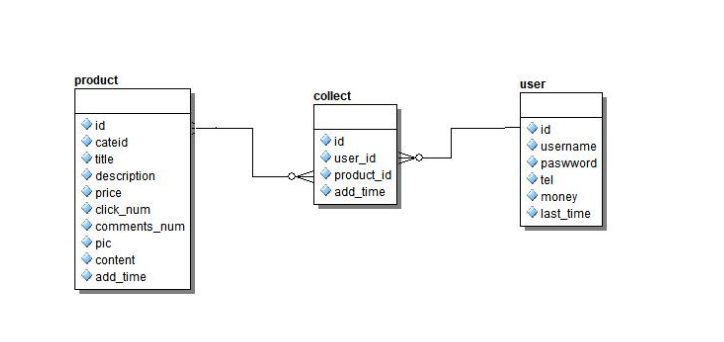 product
id
cateid
title
description
price
click_num
comments_num
pic
content
add_time
collect
id
user_id
product_id
add_time
user
id
username
pawword
tel
money
last_time